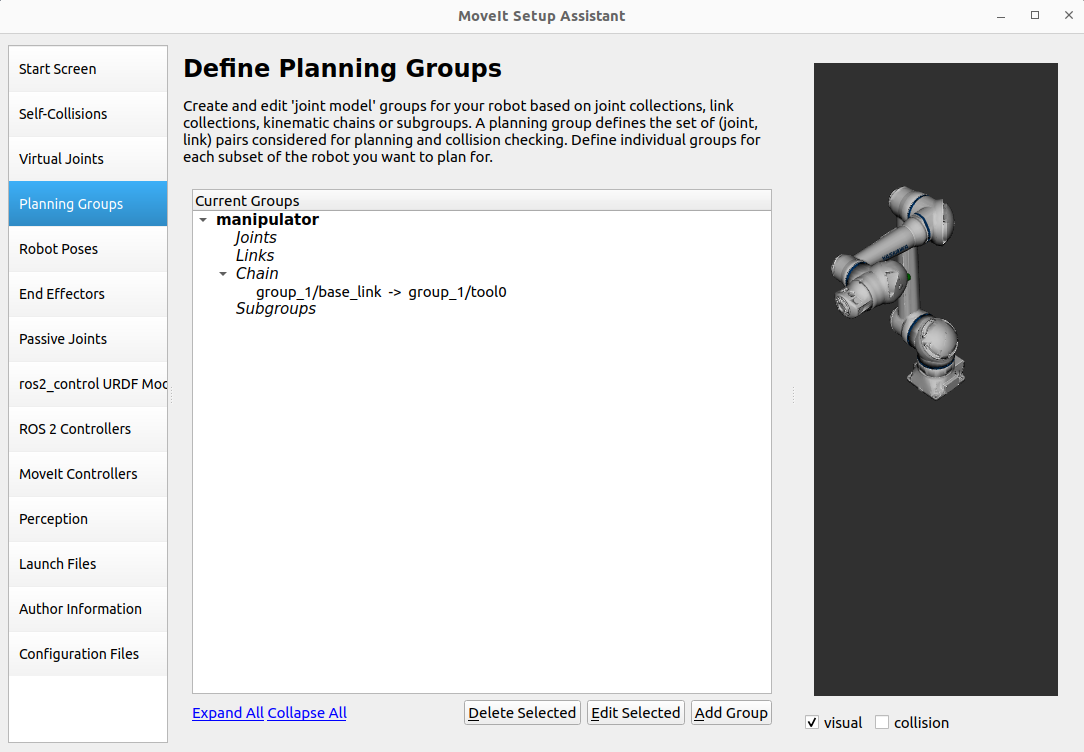 MoveIt Setup Assistant
Start Screen
Self-Collisions
Virtual Joints
Planning Groups
Robot Poses
End Effectors
Passive Joints
ros2_control URDF Moc
ROS 2 Controllers
MoveIt Controllers
Perception
Launch Files
Author Information
Configuration Files
Define Planning Groups
Create and edit 'joint model' groups for your robot based on joint collections, link
collections, kinematic chains or subgroups. A planning group defines the set of (joint,
link) pairs considered for planning and collision checking. Define individual groups for
each subset of the robot you want to plan for.
Current Groups
manipulator
Joints
Links
Chain
group_1/base_link -> group_1/tool0
Subgroups
Expand All Collapse All
Delete Selected
Edit Selected
Add Group
visual
collision